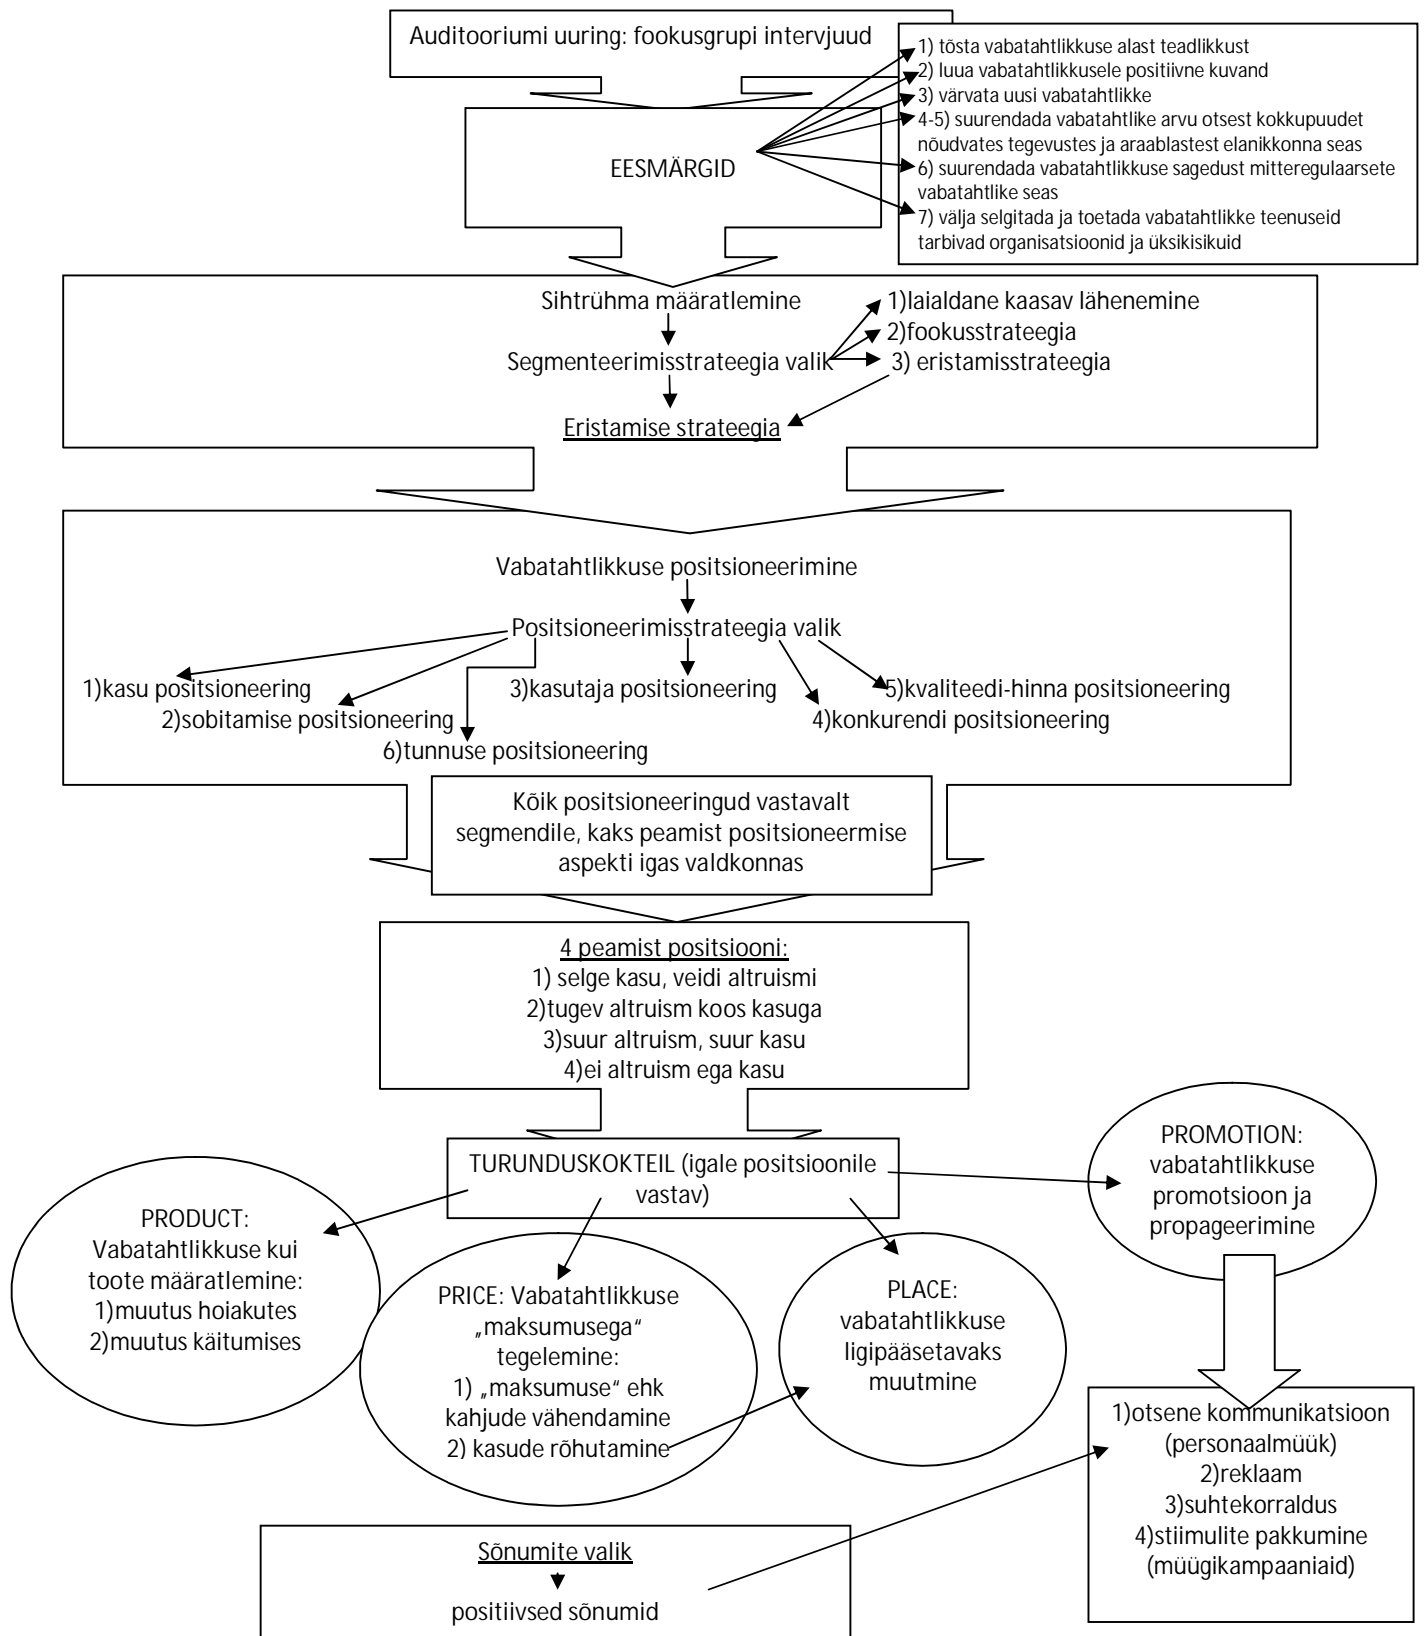 Auditooriumi uuring: fookusgrupi intervjuud
1) tõsta vabatahtlikkuse alast teadlikkust
2) luua vabatahtlikkusele positiivne kuvand
3) värvata uusi vabatahtlikke
4-5) suurendada vabatahtlike arvu otsest kokkupuudet
nõudvates tegevustes ja araablastest elanikkonna seas
6) suurendada vabatahtlikkuse sagedust mitteregulaarsete
vabatahtlike seas
7) välja selgitada ja toetada vabatahtlikke teenuseid
tarbivad organisatsioonid ja üksikisikuid
EESMÄRGID
Sihtrühma määratlemine
1)laialdane kaasav lähenemine
2)fookusstrateegia
Segmenteerimisstrateegia valik
3) eristamisstrateegia
Eristamise strateegia
Vabatahtlikkuse positsioneerimine
Positsioneerimisstrateegia valik
1)kasu positsioneering
3)kasutaja positsioneering
5)kvaliteedi-hinna positsioneering
2)sobitamise positsioneering
4)konkurendi positsioneering
6)tunnuse positsioneering
Kõik positsioneeringud vastavalt
segmendile, kaks peamist positsioneermise
aspekti igas valdkonnas
4 peamist positsiooni:
1) selge kasu, veidi altruismi
2)tugev altruism koos kasuga
3)suur altruism, suur kasu
4)ei altruism ega kasu
TURUNDUSKOKTEIL (igale positsioonile
vastav)
PROMOTION:
vabatahtlikkuse
promotsioon ja
propageerimine
PRODUCT:
Vabatahtlikkuse kui
toote määratlemine:
1)muutus hoiakutes
2)muutus käitumises
PRICE: Vabatahtlikkuse
„maksumusega“
tegelemine:
1) „maksumuse“ ehk
kahjude vähendamine
2) kasude rõhutamine
PLACE:
vabatahtlikkuse
ligipääsetavaks
muutmine
1)otsene kommunikatsioon
(personaalmüük)
2)reklaam
3)suhtekorraldus
4)stiimulite pakkumine
(müügikampaaniaid)
Sõnumite valik
positiivsed sõnumid